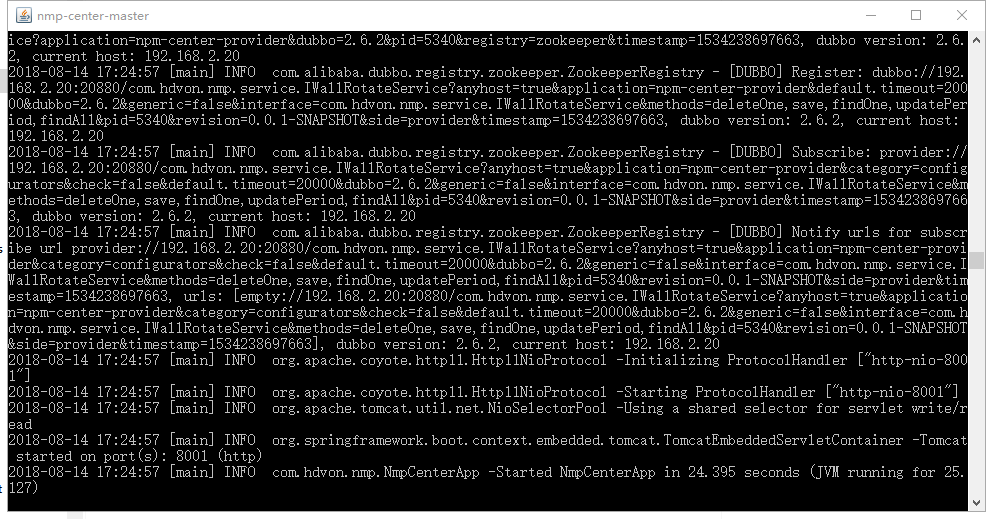 nmp-center-master
ice?application=npm-center-provider&dubbo=2.6.2&pid=5340&registry=zookeeper&timestamp=1534238697663, dubbo version: 2.6.
2, current host: 192.168.2.20
2018-08-14 17:24:57 [main] INFO  com.alibaba.dubbo.registry.zookeeper.ZookeeperRegistry - [DUBBO] Register: dubbo://192.
168.2.20:20880/com.hdvon.nmp.service.IWallRotateService?anyhost=true&application=npm-center-provider&default.timeout=200
00&dubbo=2.6.2&generic=false&interface=com.hdvon.nmp.service.IWallRotateService&methods=deleteOne,save,findOne,updatePer
iod,findAll&pid=5340&revision=0.0.1-SNAPSHOT&side=provider&timestamp=1534238697663, dubbo version: 2.6.2, current host:
192.168.2.20
2018-08-14 17:24:57 [main] INFO  com.alibaba.dubbo.registry.zookeeper.ZookeeperRegistry - [DUBBO] Subscribe: provider://
192.168.2.20:20880/com.hdvon.nmp.service.IWallRotateService?anyhost=true&application=npm-center-provider&category=config
urators&check=false&default.timeout=20000&dubbo=2.6.2&generic=false&interface=com.hdvon.nmp.service.IWallRotateService&m
ethods=deleteOne,save,findOne,updatePeriod,findAll&pid=5340&revision=0.0.1-SNAPSHOT&side=provider&timestamp=153423869766
3, dubbo version: 2.6.2, current host: 192.168.2.20
2018-08-14 17:24:57 [main] INFO  com.alibaba.dubbo.registry.zookeeper.ZookeeperRegistry - [DUBBO] Notify urls for subscr
ibe url provider://192.168.2.20:20880/com.hdvon.nmp.service.IWallRotateService?anyhost=true&application=npm-center-provi
der&category=configurators&check=false&default.timeout=20000&dubbo=2.6.2&generic=false&interface=com.hdvon.nmp.service.I
WallRotateService&methods=deleteOne,save,findOne,updatePeriod,findAll&pid=5340&revision=0.0.1-SNAPSHOT&side=provider&tim
estamp=1534238697663, urls: [empty://192.168.2.20:20880/com.hdvon.nmp.service.IWallRotateService?anyhost=true&applicatio
n=npm-center-provider&category=configurators&check=false&default.timeout=20000&dubbo=2.6.2&generic=false&interface=com.h
dvon.nmp.service.IWallRotateService&methods=deleteOne,save,findOne,updatePeriod,findAll&pid=5340&revision=0.0.1-SNAPSHOT
&side=provider&timestamp=1534238697663], dubbo version: 2.6.2, current host: 192.168.2.20
2018-08-14 17:24:57 [main] INFO  org.apache.coyote.http11.Http11NioProtocol -Initializing ProtocolHandler ["http-nio-800
1"]
2018-08-14 17:24:57 [main] INFO  org.apache.coyote.http11.Http11NioProtocol -Starting ProtocolHandler ["http-nio-8001"]
2018-08-14 17:24:57 [main] INFO  org.apache.tomcat.util.net.NioSelectorPool -Using a shared selector for servlet write/r
ead
2018-08-14 17:24:57 [main] INFO  org.springframework.boot.context.embedded.tomcat.TomcatEmbeddedServletContainer -Tomcat
 started on port(s): 8001 (http)
2018-08-14 17:24:57 [main] INFO  com.hdvon.nmp.NmpCenterApp -Started NmpCenterApp in 24.395 seconds (JVM running for 25.
127)